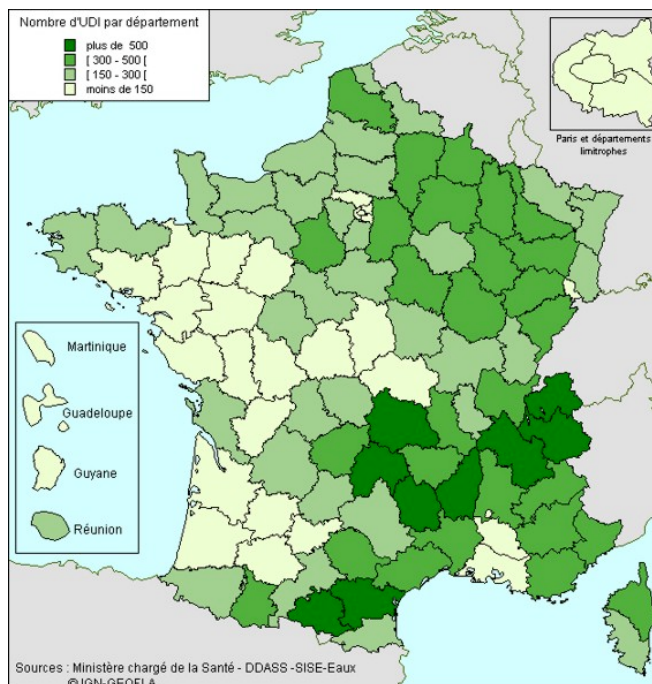 Nombre d'UDI par département
plus de 500
[ 300 - 500 [
[ 150 - 300 [
moins de 150
Paris et départements
limitrophes
Martinique
Guadeloupe
Guyane
Réunion
Sources : Ministère chargé de la Santé - DDASS -SISE-Eaux
© IGN-GEOFLA